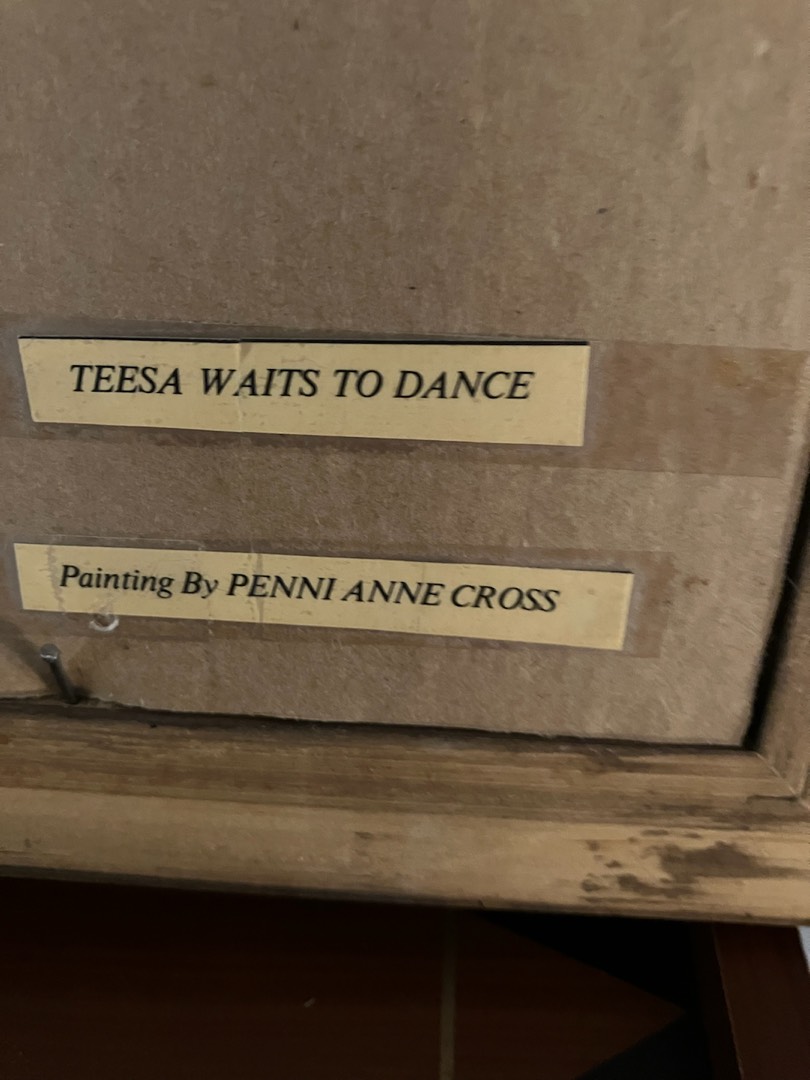 TEESA WAITS TO DANCE
Painting By PENNI ANNE CROSS